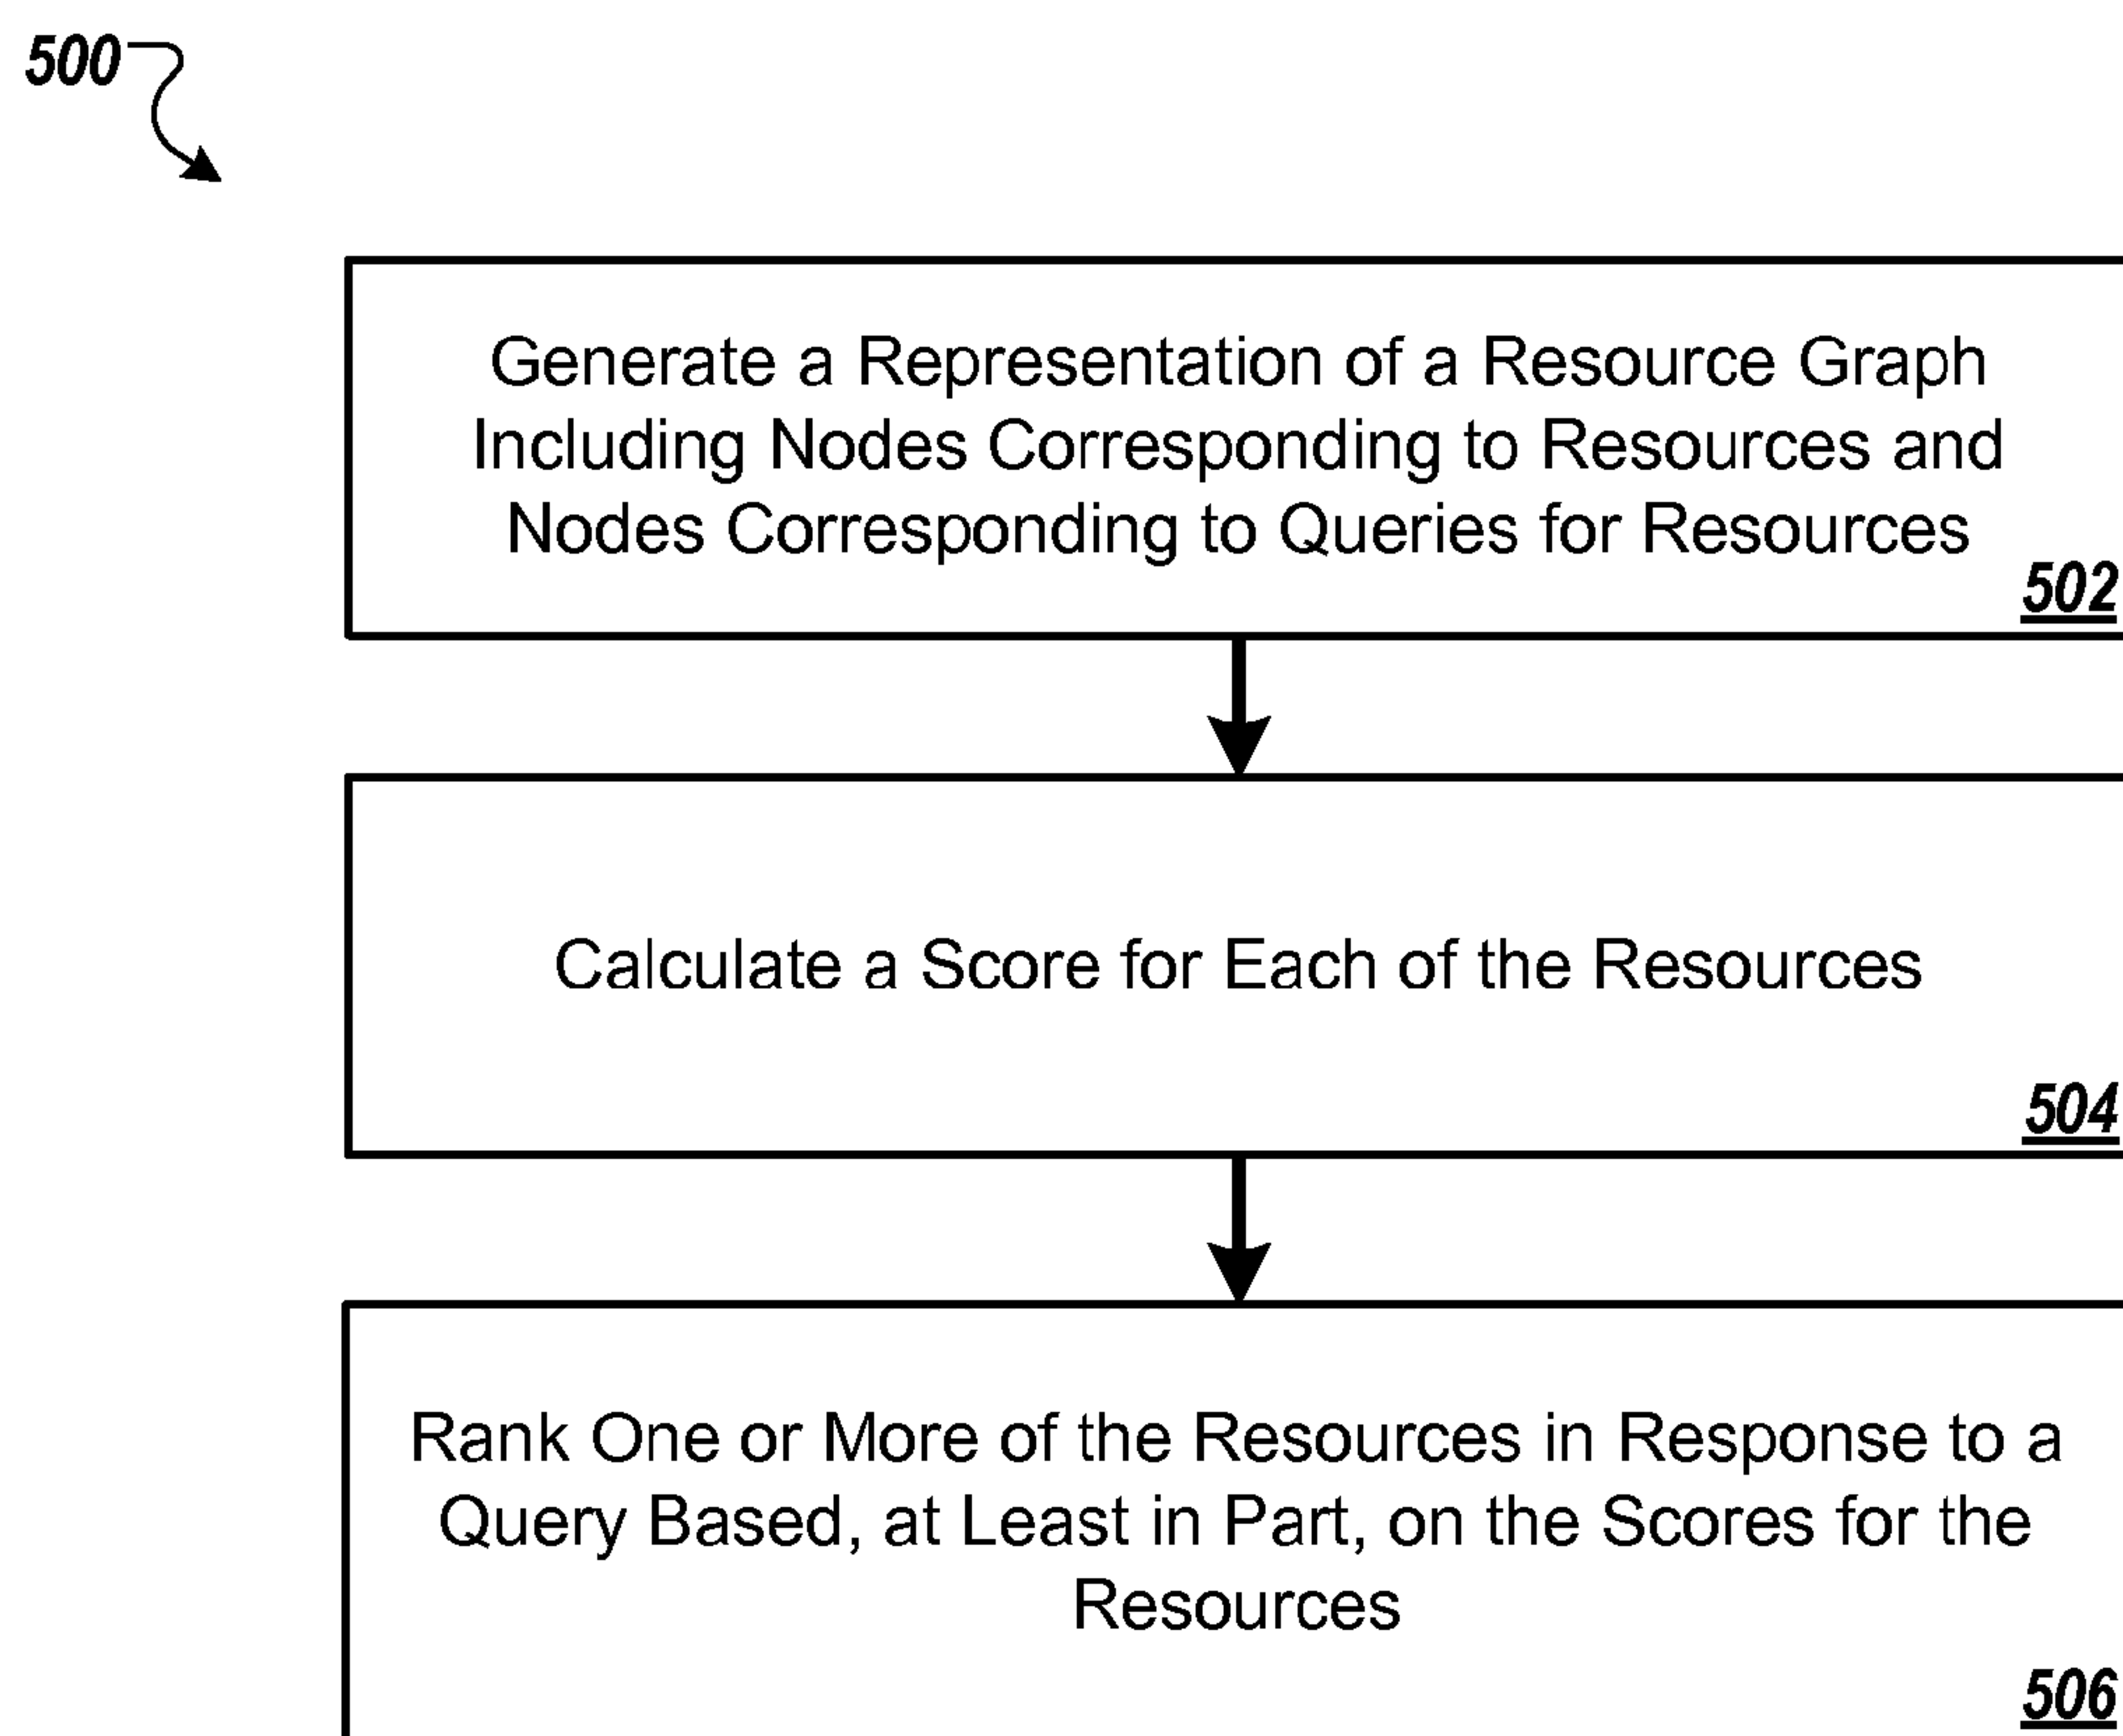 500
Generate a Representation of a Resource Graph
Including Nodes Corresponding to Resources and
Nodes Corresponding to Queries for Resources
502
Calculate a Score for Each of the Resources
504
Rank One or More of the Resources in Response to a
Query Based, at Least in Part, on the Scores for the
Resources
506